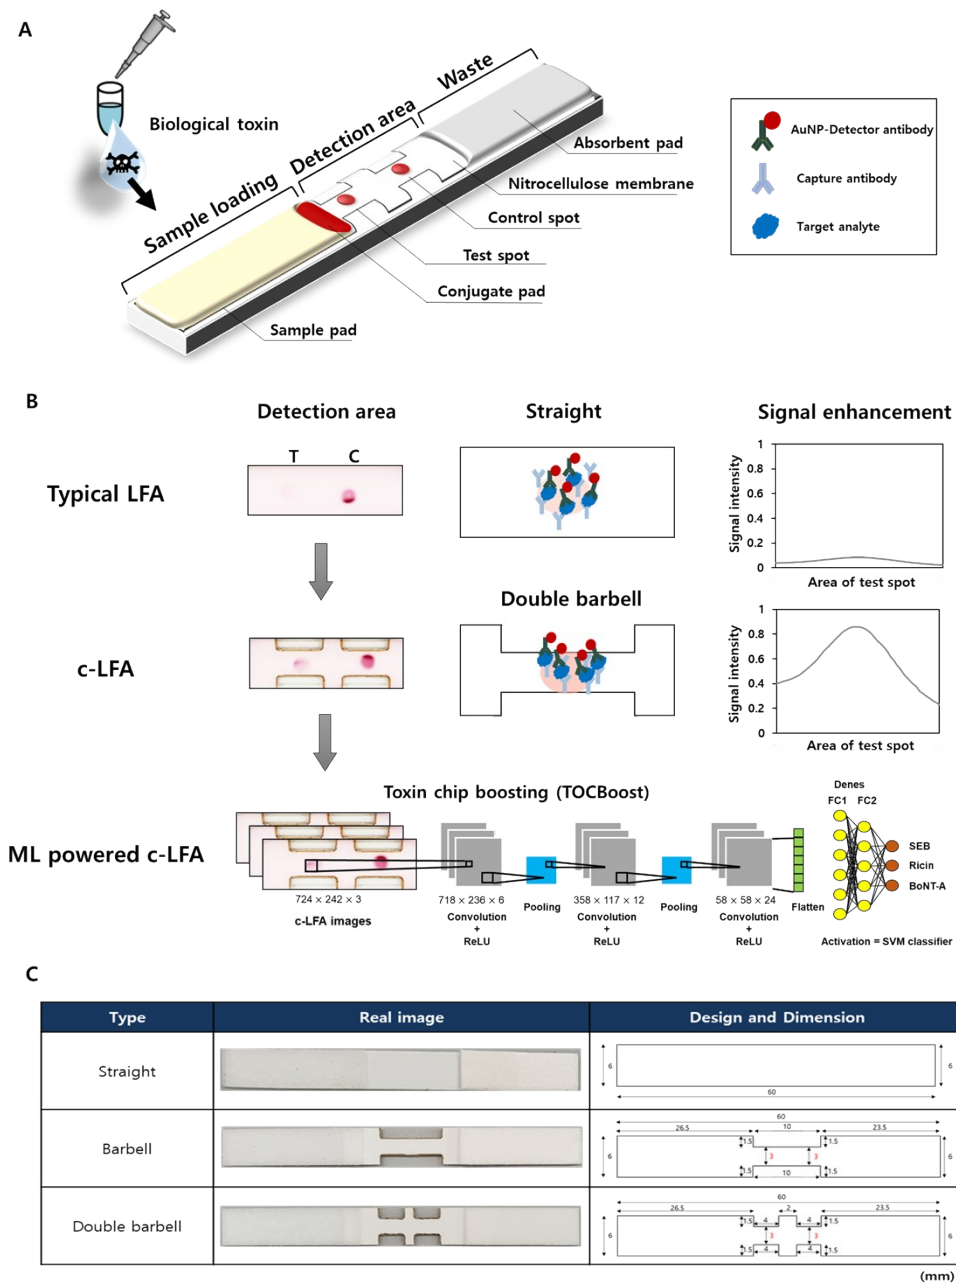 A
Biological toxin
Sample loading
Detection area
Waste
Absorbent pad
Nitrocellulose membrane
Control spot
Test spot
Conjugate pad
Sample pad
AuNP-Detector antibody
Capture antibody
Target analyte
B
Detection area
Straight
Signal enhancement
T C
Typical LFA
Signal intensity
1
0.8
0.6
0.4
0.2
0
Area of test spot
Double barbell
c-LFA
Signal intensity
1
0.8
0.6
0.4
0.2
0
Area of test spot
Toxin chip boosting (TOCBoost)
ML powered c-LFA
Denes
FC1 FC2
SEB
Ricin
BoNT-A
724 × 242 × 3
c-LFA images
718 × 236 × 6
Convolution
+
ReLU
Pooling
358 × 117 × 12
Convolution
+
ReLU
Pooling
58 × 58 × 24
Convolution
+
ReLU
Flatten
Activation = SVM classifier
C
Type Real image Design and Dimension
Straight
6 6
60
Barbell
60
26.5 10 23.5
1.5 1.5
6 3 3 6
1.5 10 1.5
Double barbell
60
26.5 2 23.5
1.5 4 4 1.5
6 3 3 6
1.5 4 4 1.5
(mm)